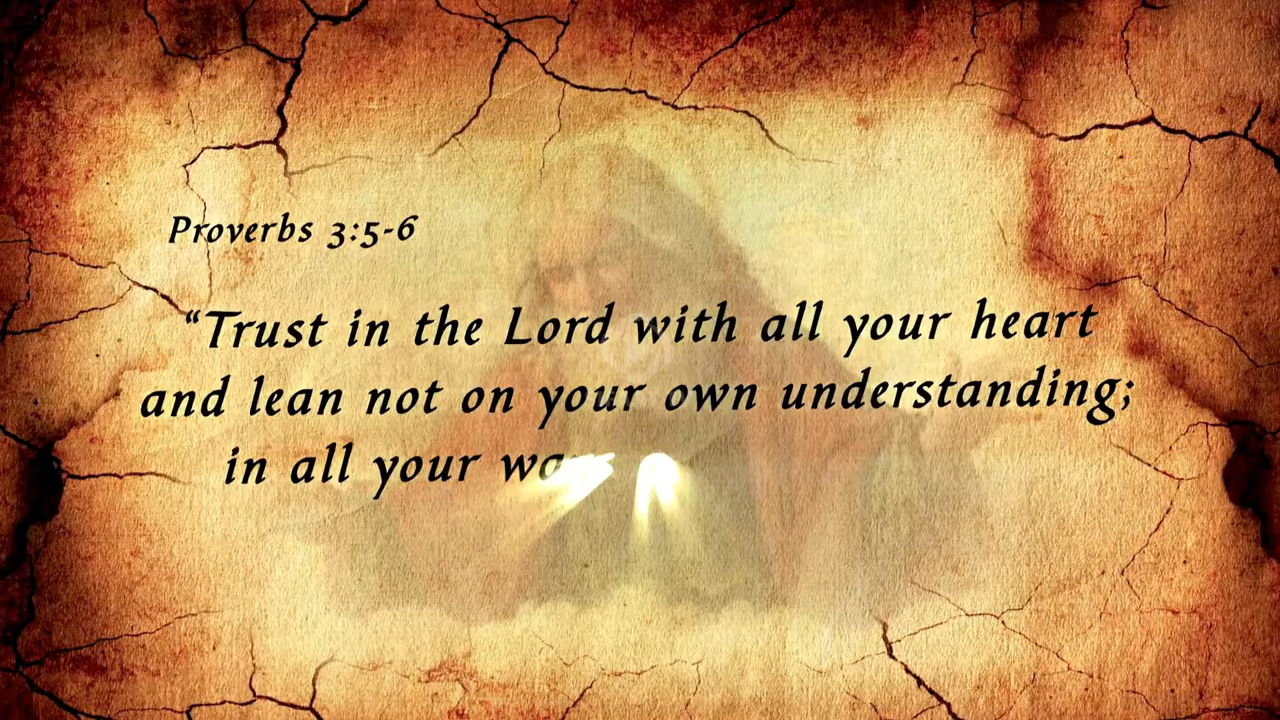 Proverbs 3:5-6
“Trust in the Lord with all your heart
and lean not on your own understanding;
in all your